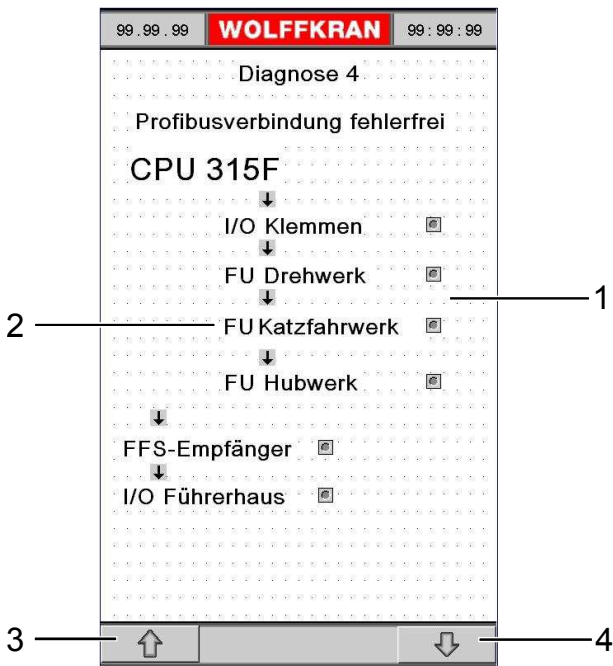 99.99.99 WOLFFKRAN 99:99:99
Diagnose 4
Profibusverbindung fehlerfrei
CPU 315F
I/O Klemmen
FU Drehwerk
1
2 FU Katzfahrwerk
FU Hubwerk
FFS-Empfänger
I/O Führerhaus
3 4